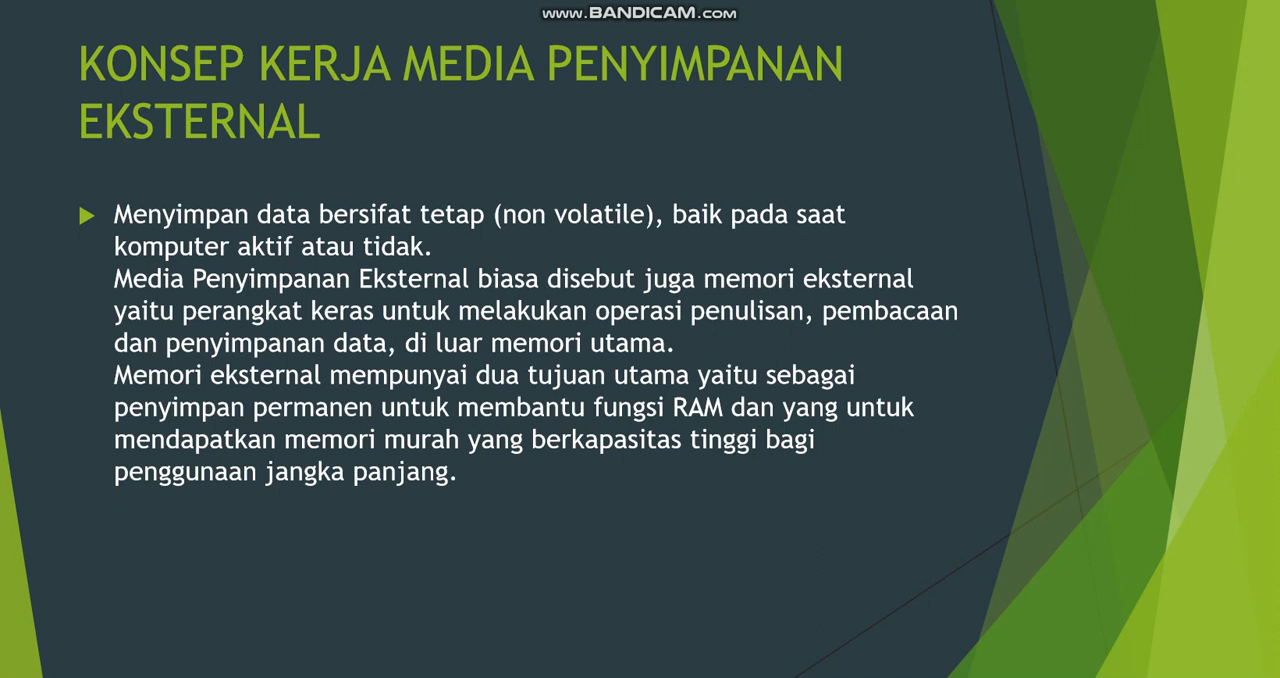 www.BANDICAM.com
KONSEP KERJA MEDIA PENYIMPANAN
EKSTERNAL
Menyimpan data bersifat tetap (non volatile), baik pada saat
komputer aktif atau tidak.
Media Penyimpanan Eksternal biasa disebut juga memori eksternal
yaitu perangkat keras untuk melakukan operasi penulisan, pembacaan
dan penyimpanan data, di luar memori utama.
Memori eksternal mempunyai dua tujuan utama yaitu sebagai
penyimpan permanen untuk membantu fungsi RAM dan yang untuk
mendapatkan memori murah yang berkapasitas tinggi bagi
penggunaan jangka panjang.